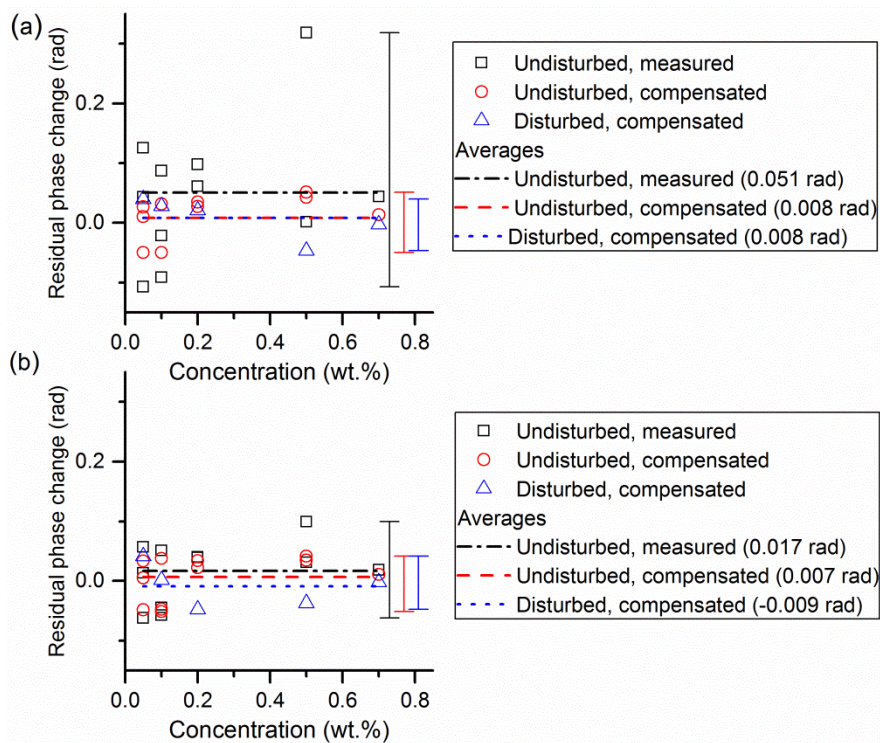 (a)
Residual phase change (rad)
0.2
0.0
0.0 0.2 0.4 0.6 0.8
Concentration (wt.%)
Undisturbed, measured
Undisturbed, compensated
Disturbed, compensated
Averages
Undisturbed, measured (0.051 rad)
Undisturbed, compensated (0.008 rad)
Disturbed, compensated (0.008 rad)
(b)
Residual phase change (rad)
0.2
0.0
0.0 0.2 0.4 0.6 0.8
Concentration (wt.%)
Undisturbed, measured
Undisturbed, compensated
Disturbed, compensated
Averages
Undisturbed, measured (0.017 rad)
Undisturbed, compensated (0.007 rad)
Disturbed, compensated (-0.009 rad)